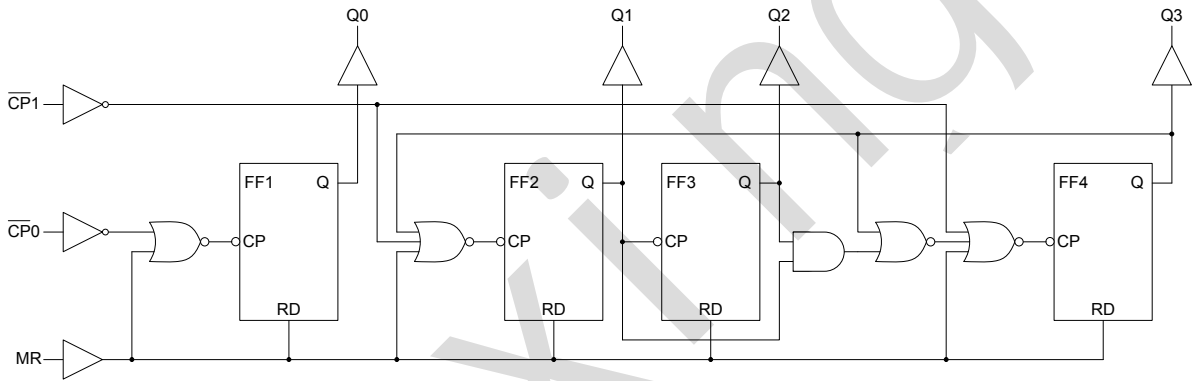 Q0 Q1 Q2 Q3
CP1
FF1 Q FF2 Q FF3 Q FF4 Q
CP0
CP CP CP CP
RD RD RD RD
MR
xing